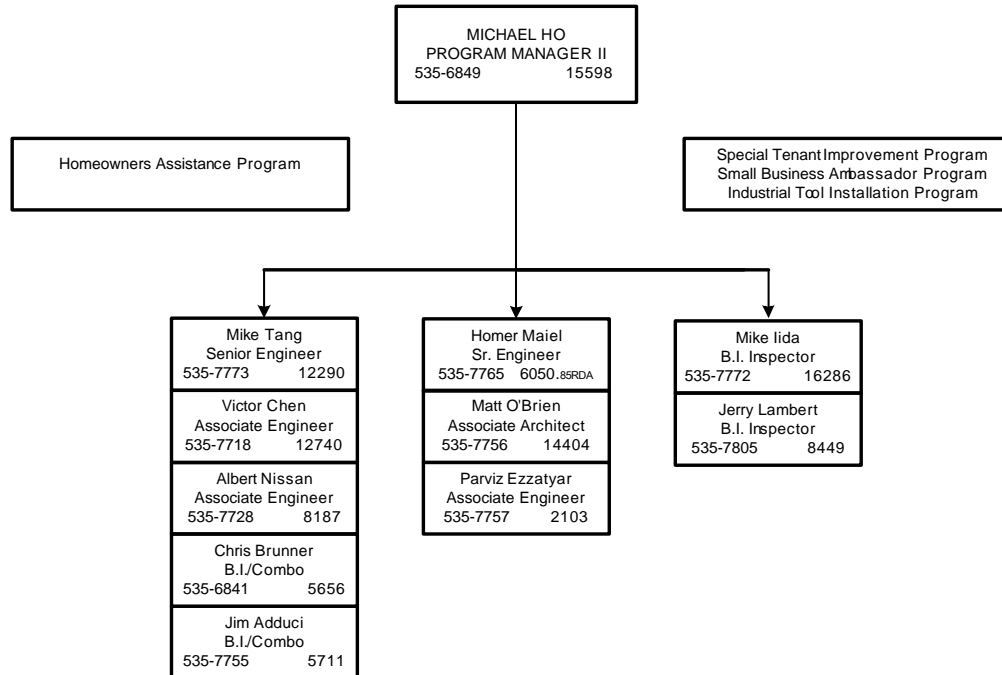 MICHAEL HO
PROGRAM MANAGER II
535-6849 15598
Homeowners Assistance Program
Special Tenant Improvement Program
Small Business Ambassador Program
Industrial Tool Installation Program
Mike Tang
Senior Engineer
535-7773 12290
Victor Chen
Associate Engineer
535-7718 12740
Albert Nissan
Associate Engineer
535-7728 8187
Chris Brunner
B.I./Combo
535-6841 5656
Jim Adduci
B.I./Combo
535-7755 5711
Homer Maiel
Sr. Engineer
535-7765 6050.85RDA
Matt O'Brien
Associate Architect
535-7756 14404
Parviz Ezzatyar
Associate Engineer
535-7757 2103
Mike Iida
B.I. Inspector
535-7772 16286
Jerry Lambert
B.I. Inspector
535-7805 8449